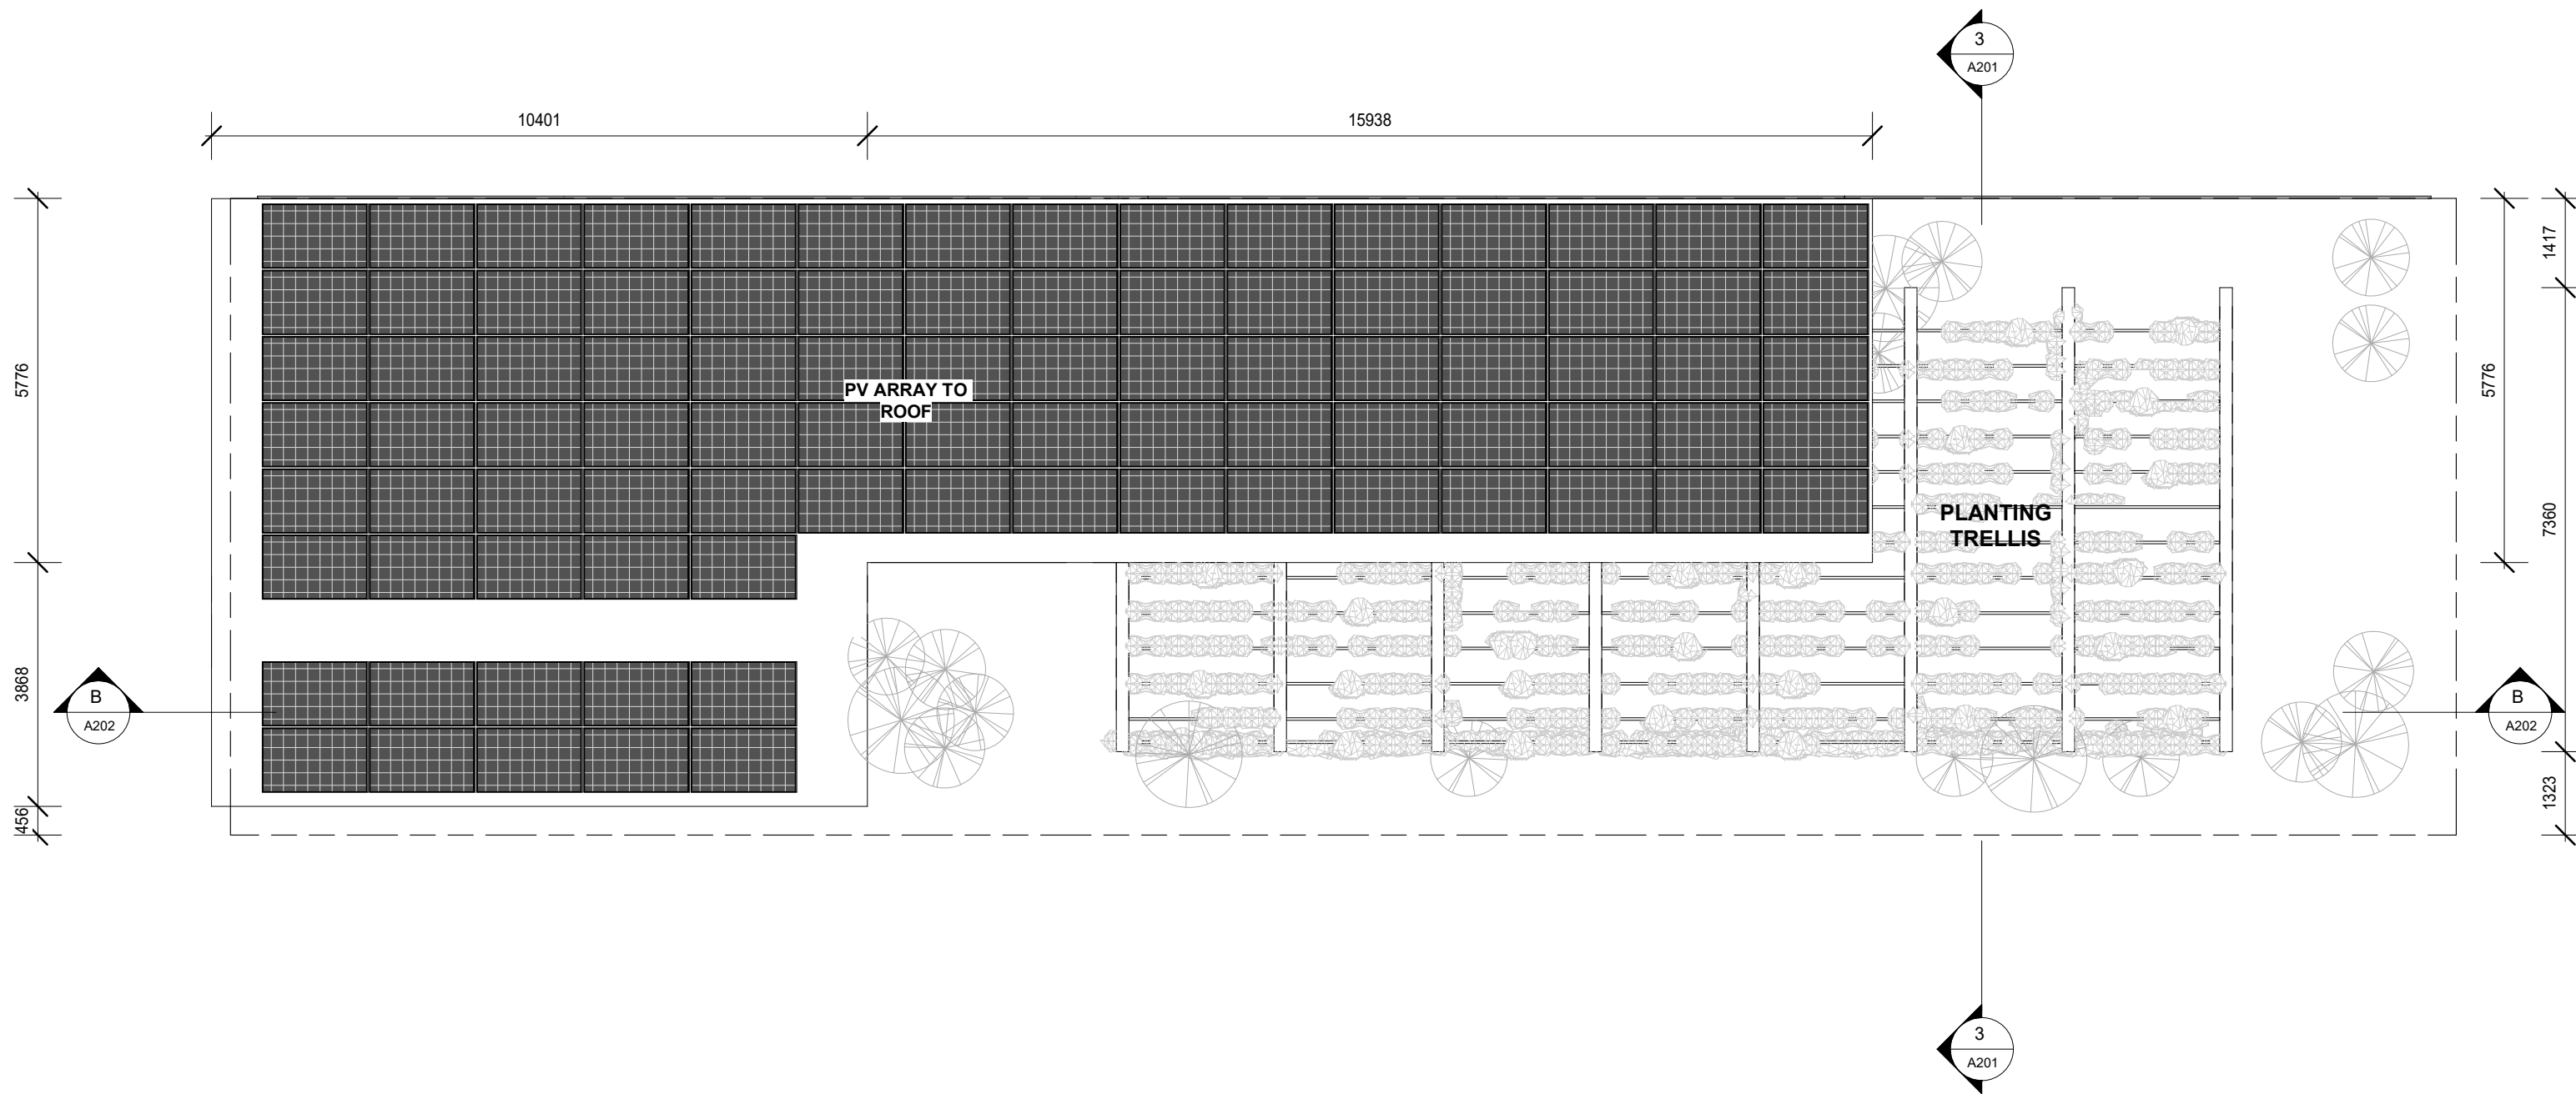 3
A201
10401
15938
1417
5776
PV ARRAY TO
ROOF
5776
PLANTING
TRELLIS
7360
3868
B
A202
B
A202
456
1323
3
A201